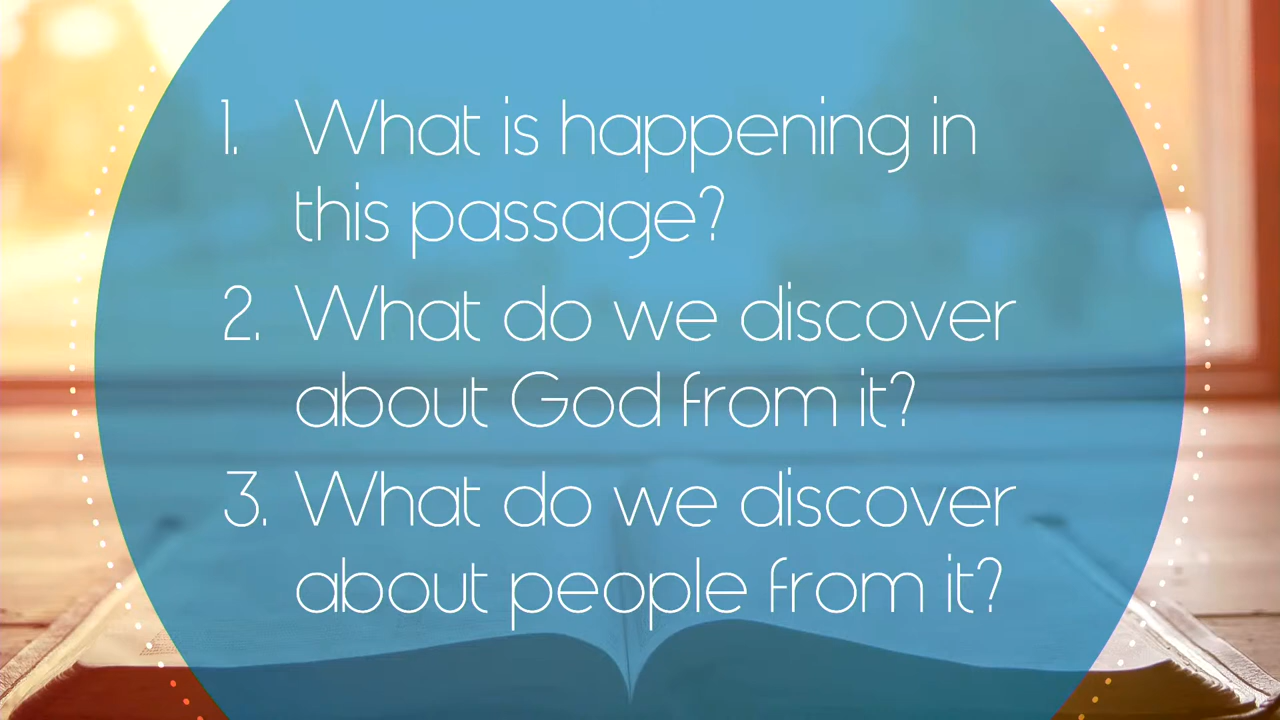 1. What is happening in
this passage?
2. What do we discover
about God from it?
3. What do we discover
about people from it?